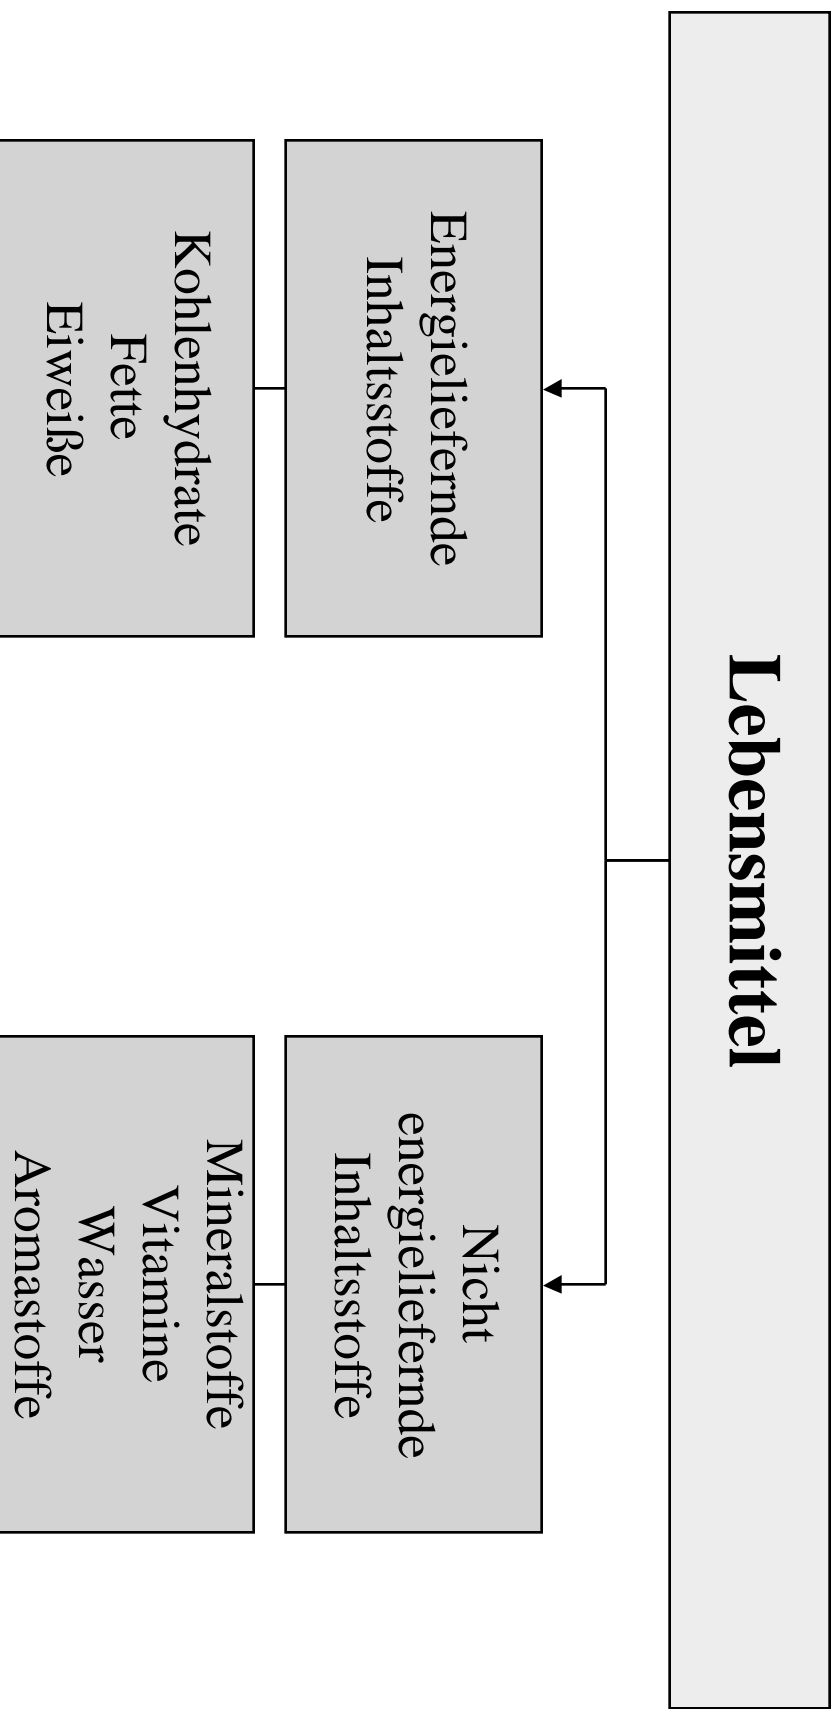 Lebensmittel
Energieliefernde
Inhaltsstoffe
Nicht
energieliefernde
Inhaltsstoffe
Kohlenhydrate
Fette
Eiweiße
Mineralstoffe
Vitamine
Wasser
Aromastoffe